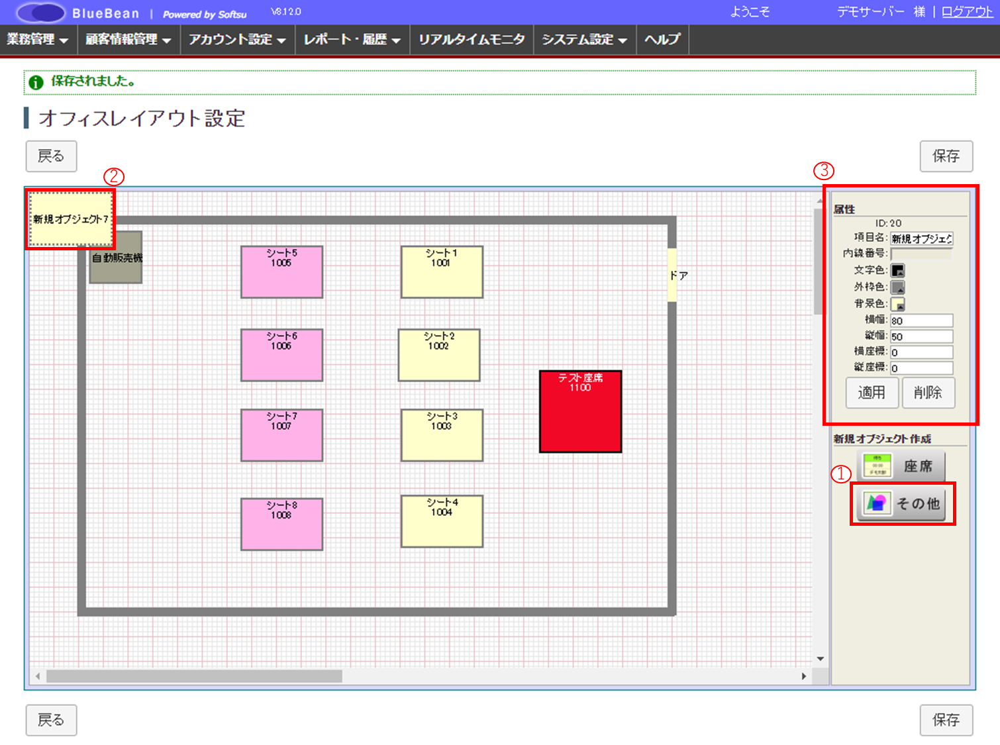 BlueBean | Powered by Softsu V8.12.0 ようこそ デモサーバー 様 | ログアウト
業務管理 顧客情報管理 アカウント設定 レポート・履歴 リアルタイムモニタ システム設定 ヘルプ
保存されました。
オフィスレイアウト設定
戻る 保存
② ③
新規オブジェクト7
自動販売機
シート5
1005
シート1
1001
ドア
シート6
1006
シート2
1002
テスト座席
1100
シート7
1007
シート3
1003
シート8
1008
シート4
1004
属性
ID:20
項目名: 新規オブジェク
内線番号:
文字色:
外枠色:
背景色:
横幅: 80
縦幅: 50
横座標: 0
縦座標: 0
適用 削除
新規オブジェクト作成
座席
①
その他
戻る 保存